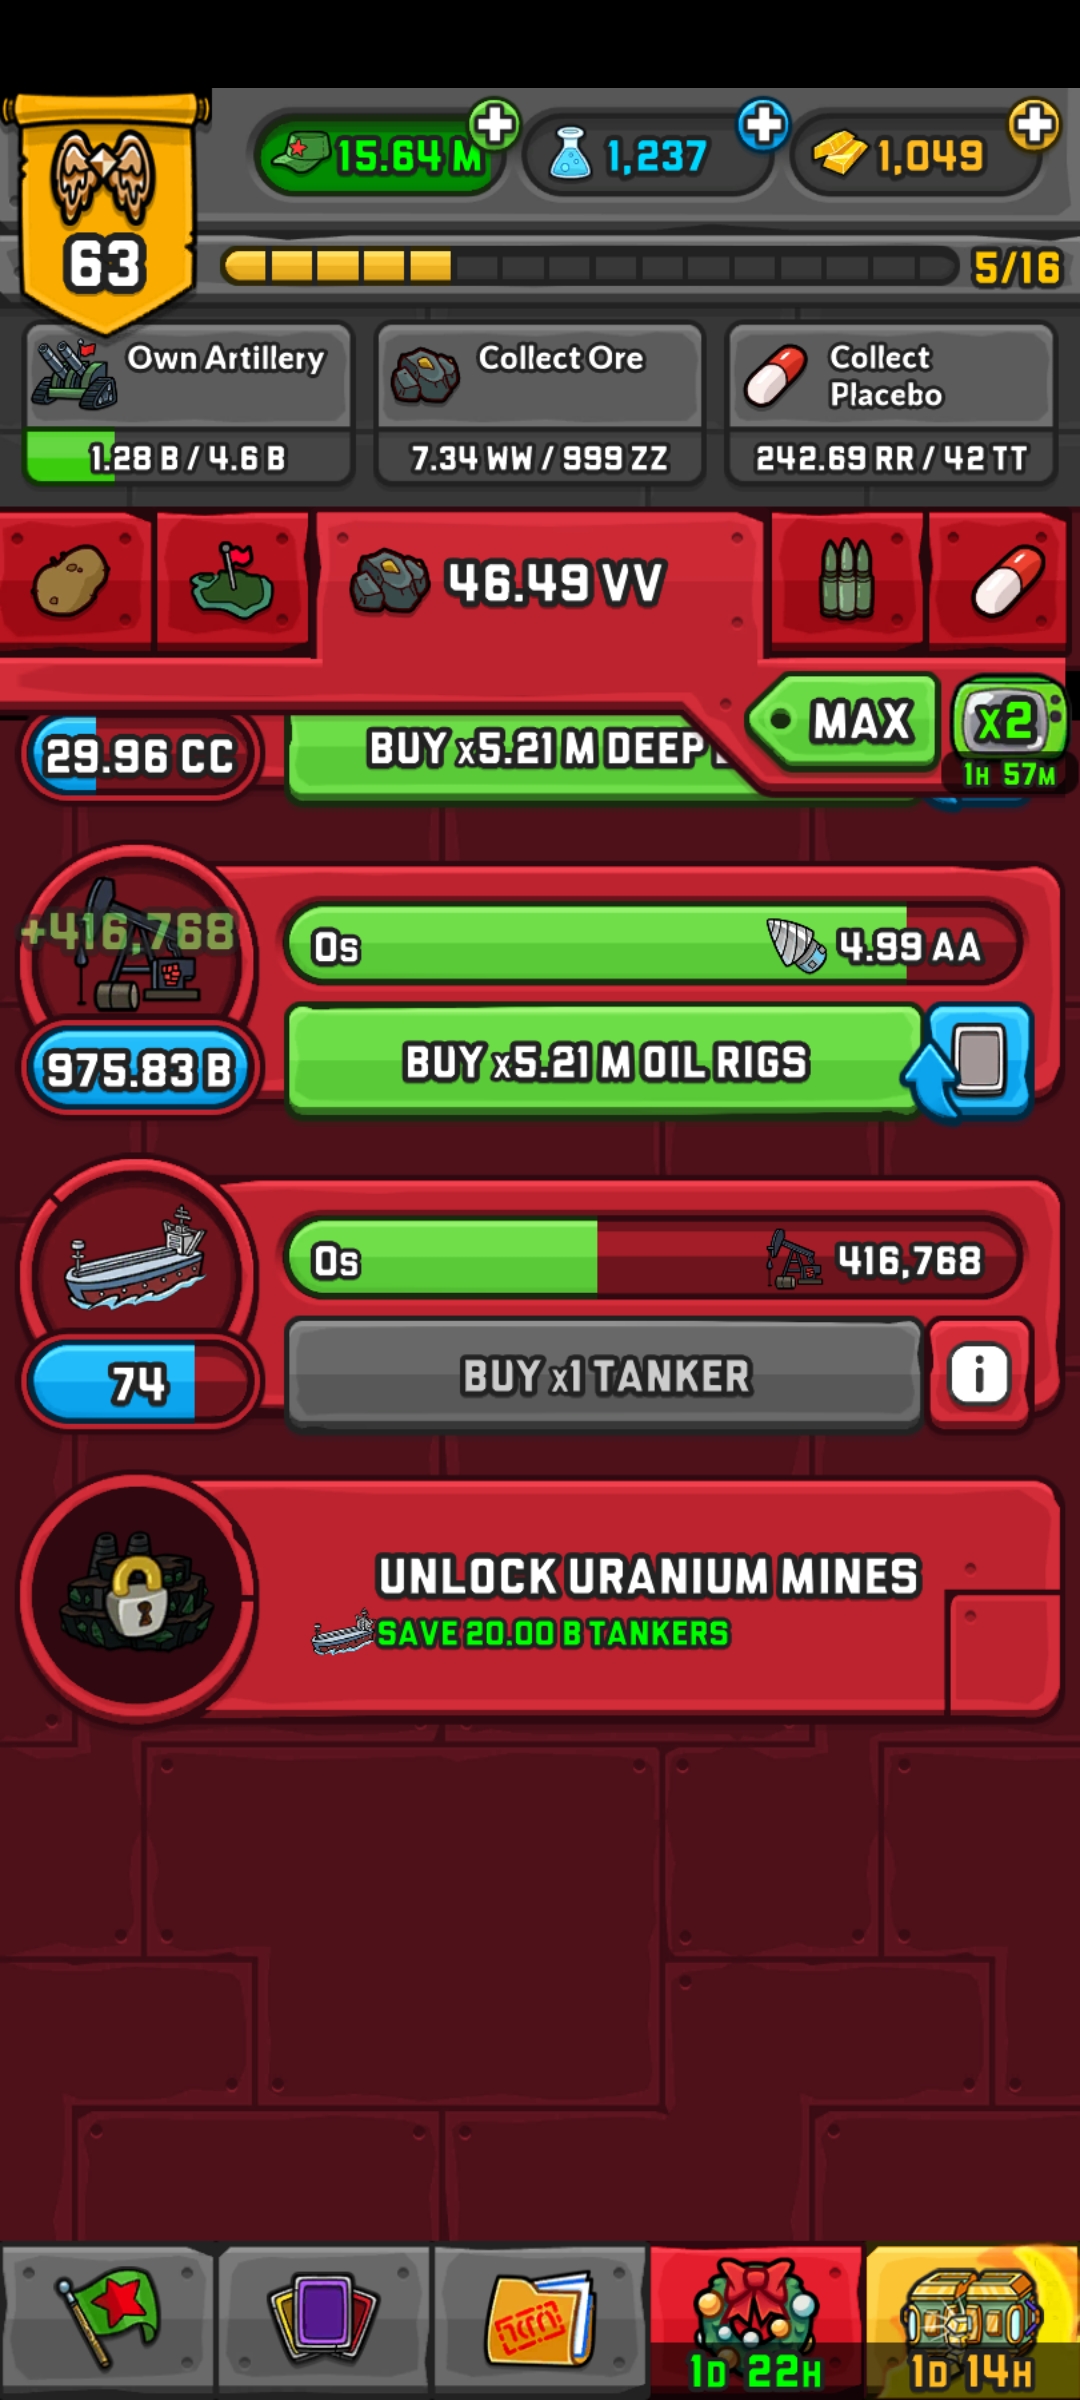 15.64 M
1,237
1,049
63
5/16
Own Artillery
1.28 B / 4.6 B
Collect Ore
7.34 WW / 999 ZZ
Collect
Placebo
242.69 RR / 42 TT
46.49 VV
MAX
x2
1H 57M
29.96 CC
BUY x5.21 M DEEP
+416,768
0s
4.99 AA
975.83 B
BUY x5.21 M OIL RIGS
0s
416,768
74
BUY x1 TANKER
i
UNLOCK URANIUM MINES
SAVE 20.00 B TANKERS
1D 22H
1D 14H